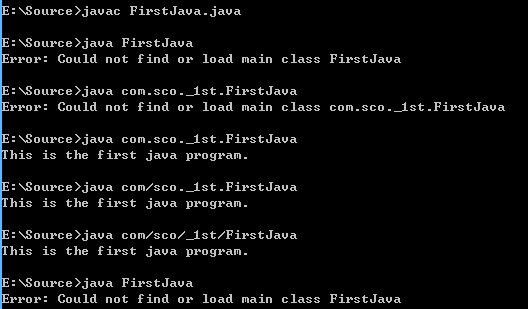 E:\Source>javac FirstJava.java
E:\Source>java FirstJava
Error: Could not find or load main class FirstJava
E:\Source>java com.sco._1st.FirstJava
Error: Could not find or load main class com.sco._1st.FirstJava
E:\Source>java com.sco._1st.FirstJava
This is the first java program.
E:\Source>java com/sco._1st.FirstJava
This is the first java program.
E:\Source>java com/sco/_1st/FirstJava
This is the first java program.
E:\Source>java FirstJava
Error: Could not find or load main class FirstJava